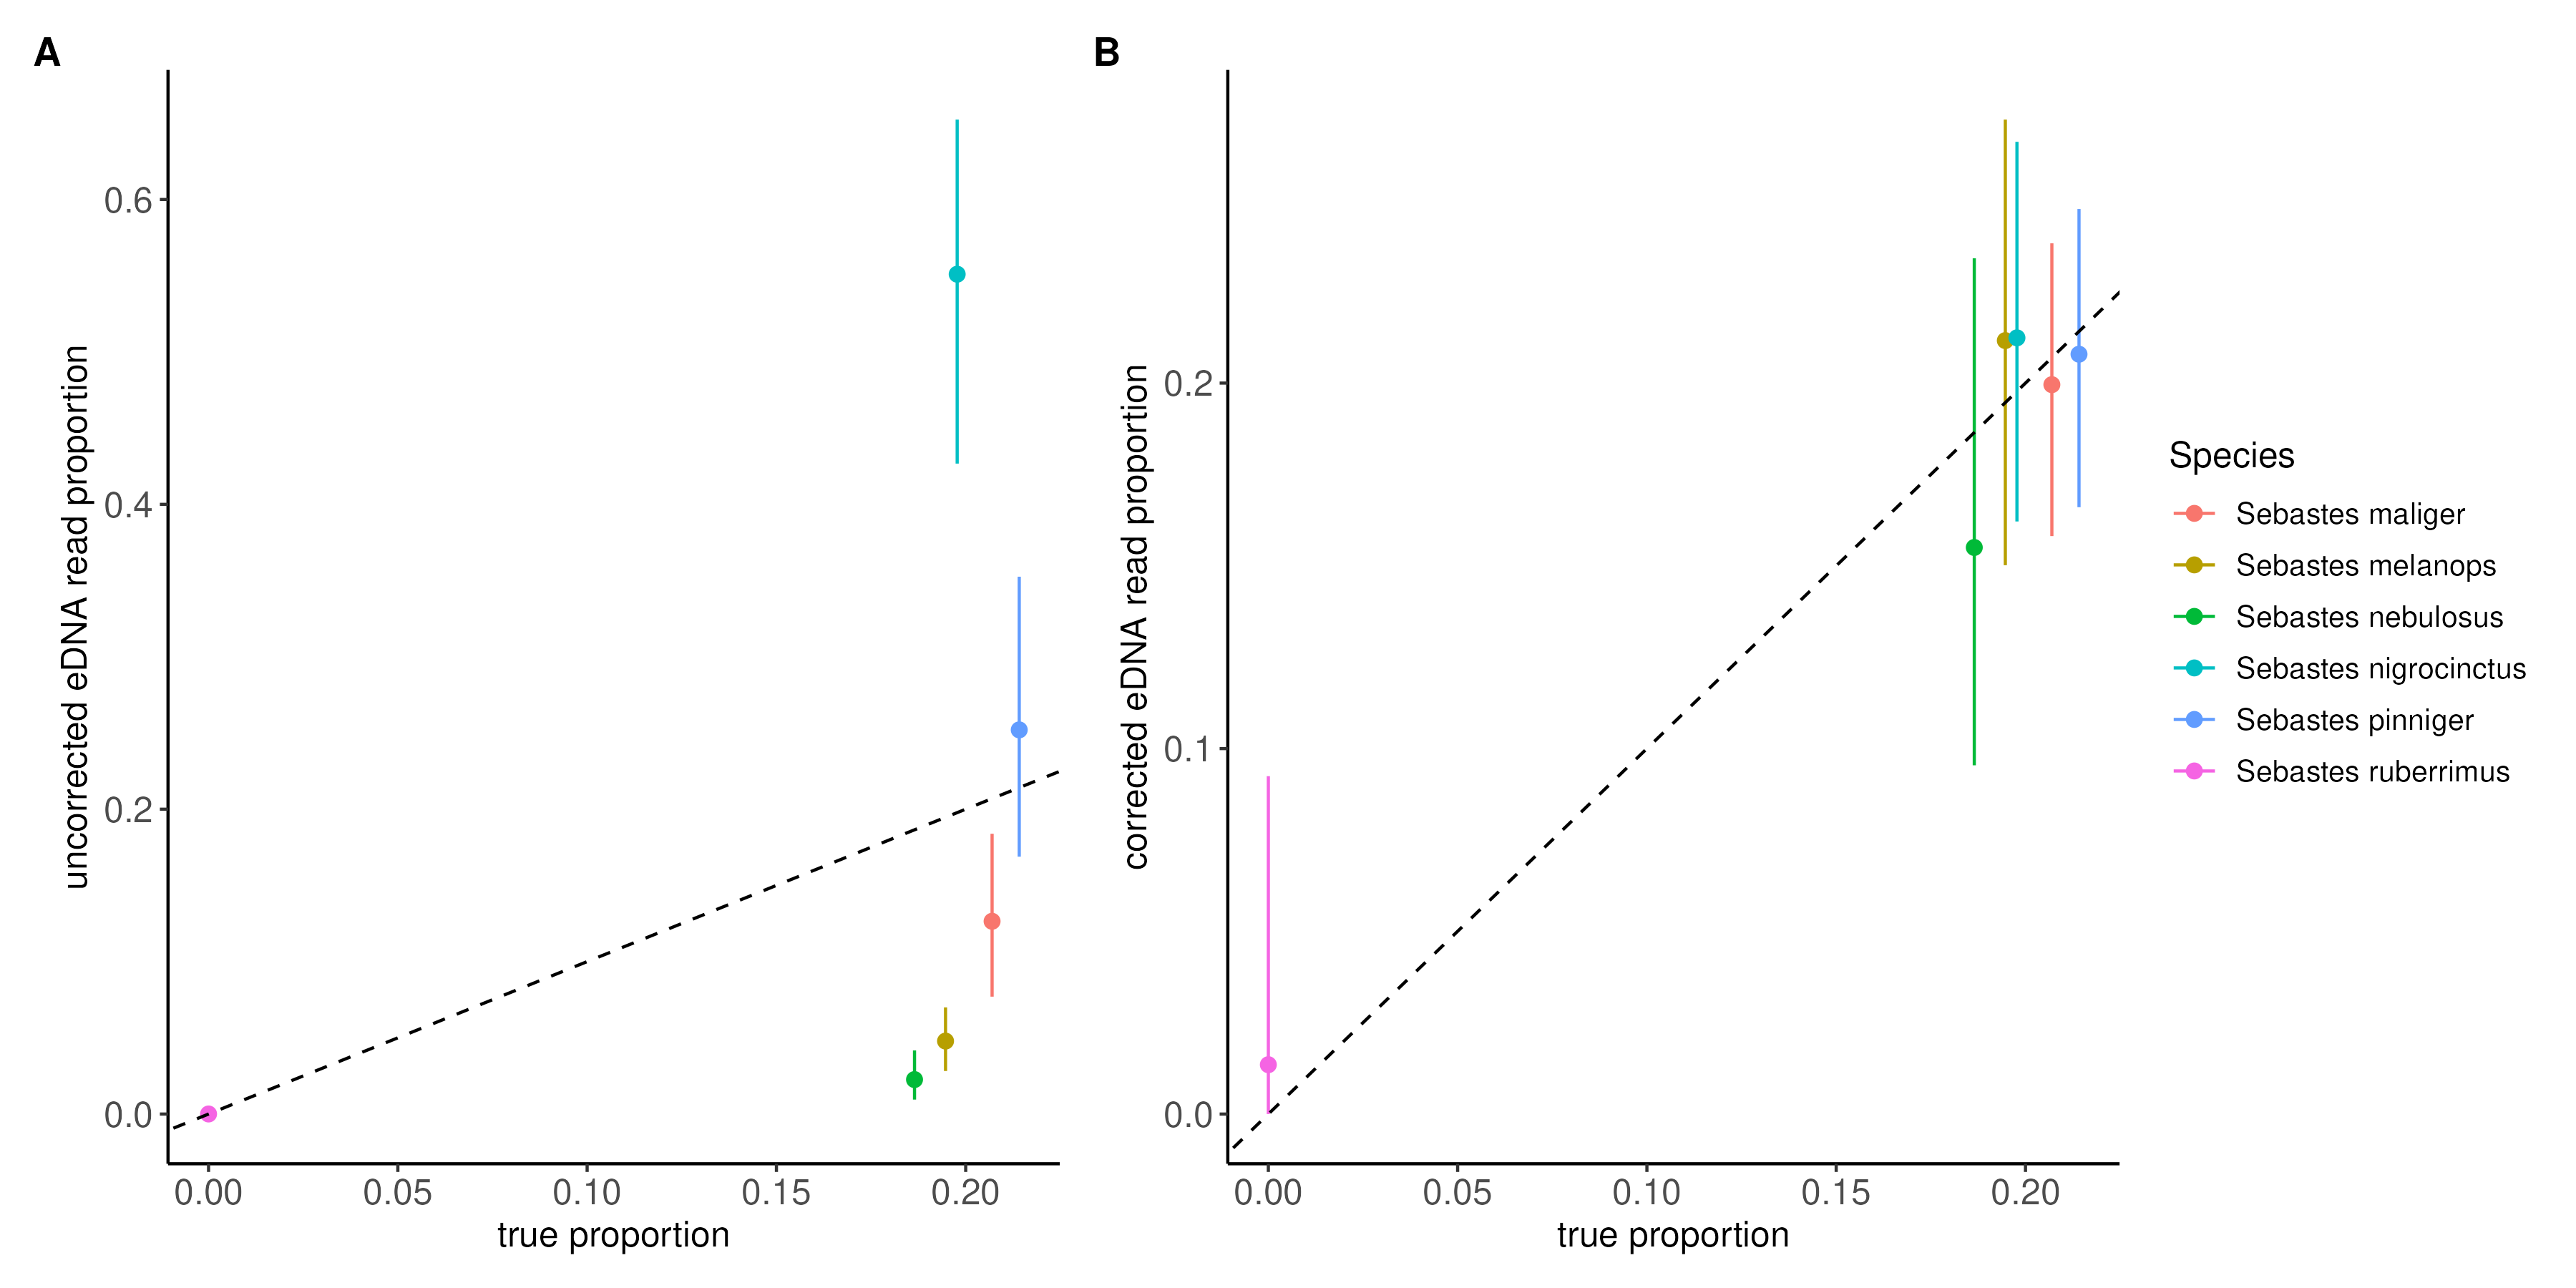 A
uncorrected eDNA read proportion
0.6
0.4
0.2
0.0
0.00 0.05 0.10 0.15 0.20
true proportion
B
corrected eDNA read proportion
0.2
0.1
0.0
0.00 0.05 0.10 0.15 0.20
true proportion
Species
Sebastes maliger
Sebastes melanops
Sebastes nebulosus
Sebastes nigrocinctus
Sebastes pinniger
Sebastes ruberrimus